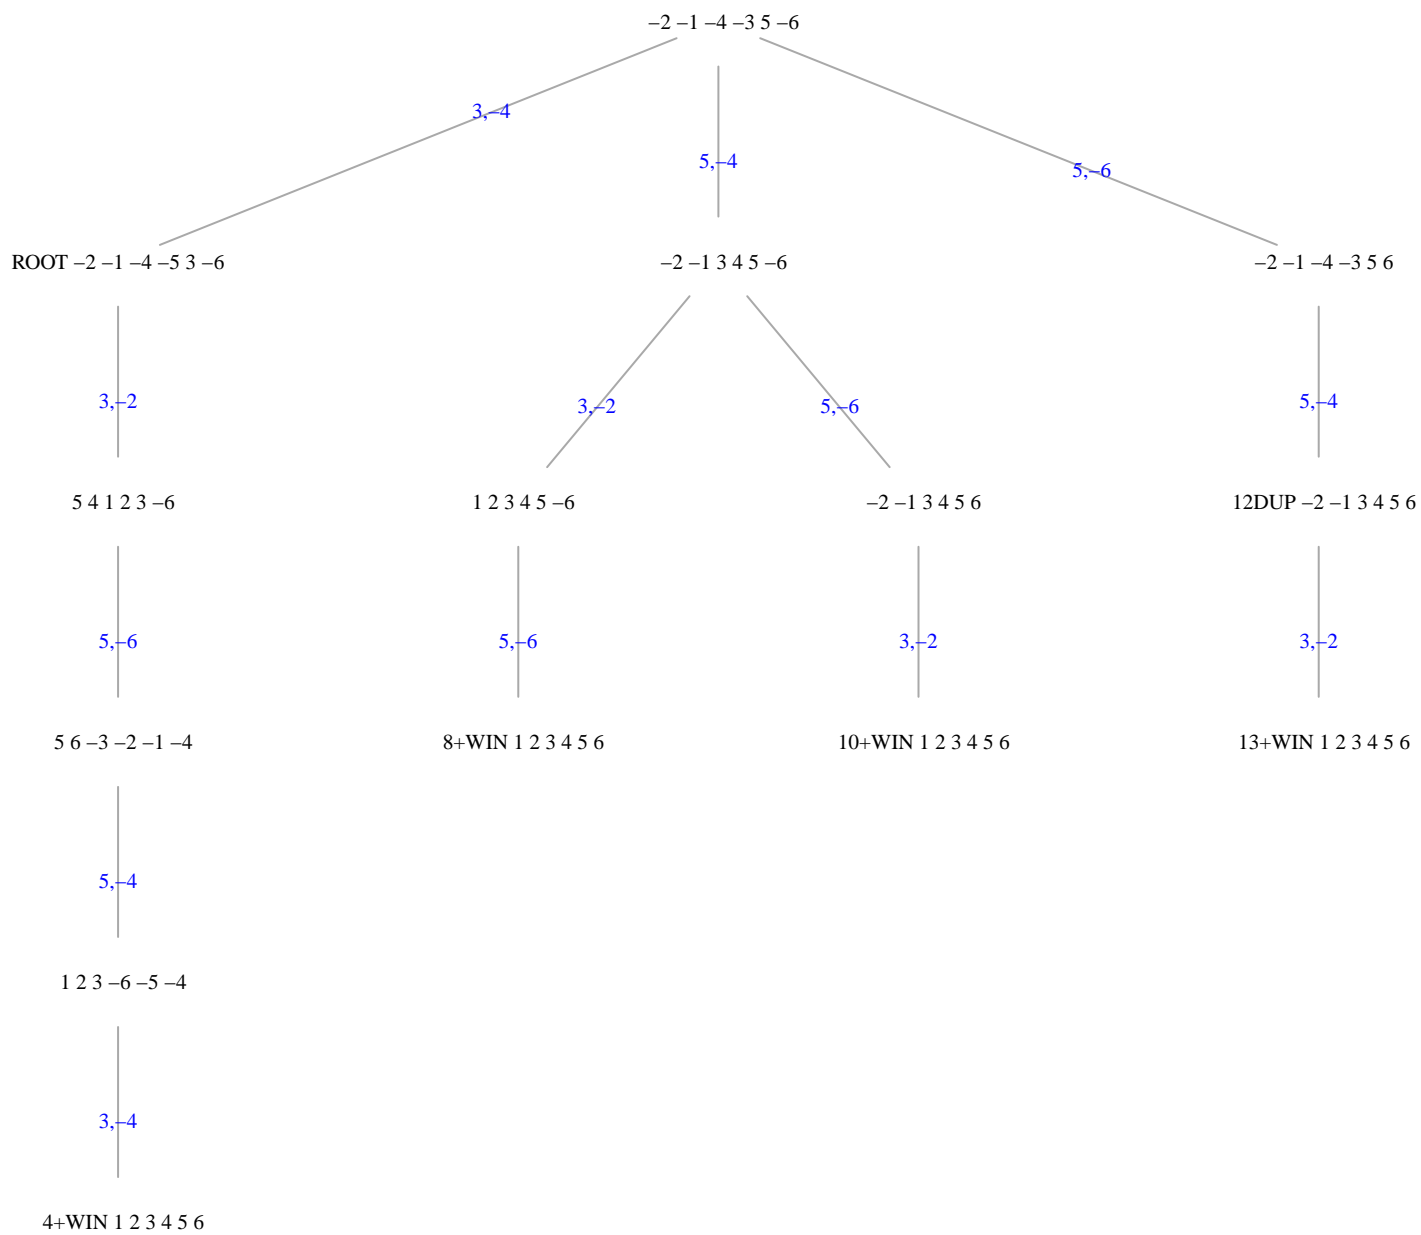 −2 −1 −4 −3 5 −6
3,−4
5,−4
5,−6
ROOT −2 −1 −4 −5 3 −6
−2 −1 3 4 5 −6
−2 −1 −4 −3 5 6
3,−2
3,−2
5,−6
5,−4
5 4 1 2 3 −6
1 2 3 4 5 −6
−2 −1 3 4 5 6
12DUP −2 −1 3 4 5 6
5,−6
5,−6
3,−2
3,−2
5 6 −3 −2 −1 −4
8+WIN 1 2 3 4 5 6
10+WIN 1 2 3 4 5 6
13+WIN 1 2 3 4 5 6
5,−4
1 2 3 −6 −5 −4
3,−4
4+WIN 1 2 3 4 5 6